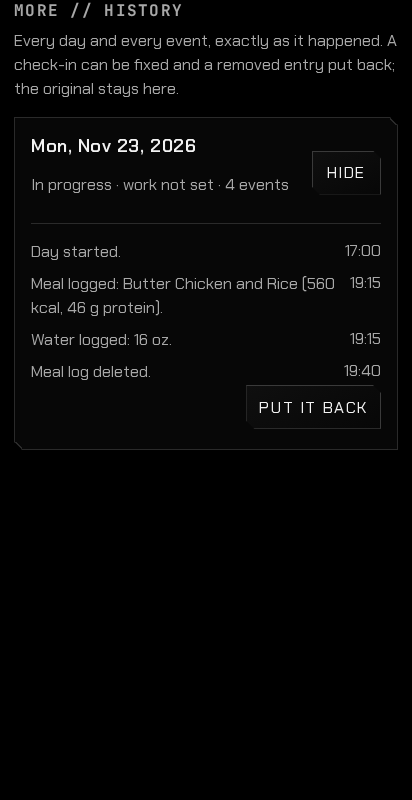 MORE // HISTORY
Every day and every event, exactly as it happened. A
check-in can be fixed and a removed entry put back;
the original stays here.
Mon, Nov 23, 2026
In progress · work not set · 4 events
HIDE
Day started. 17:00
Meal logged: Butter Chicken and Rice (560 19:15
kcal, 46 g protein).
Water logged: 16 oz. 19:15
Meal log deleted. 19:40
PUT IT BACK